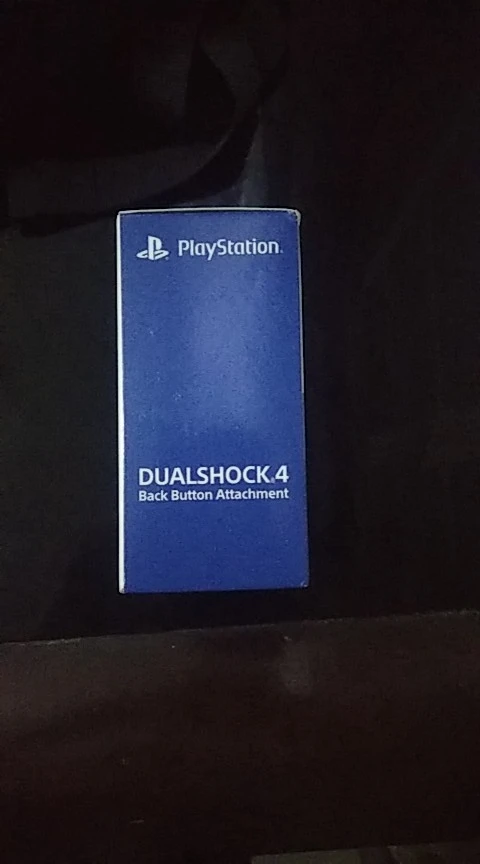 PlayStation.
DUALSHOCK®4
Back Button Attachment